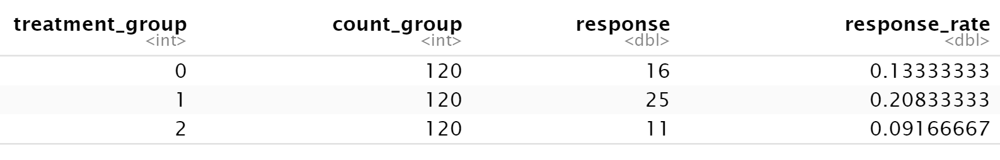 treatment_group count_group response response_rate
<int> <int> <dbl> <dbl>
0 120 16 0.13333333
1 120 25 0.20833333
2 120 11 0.09166667